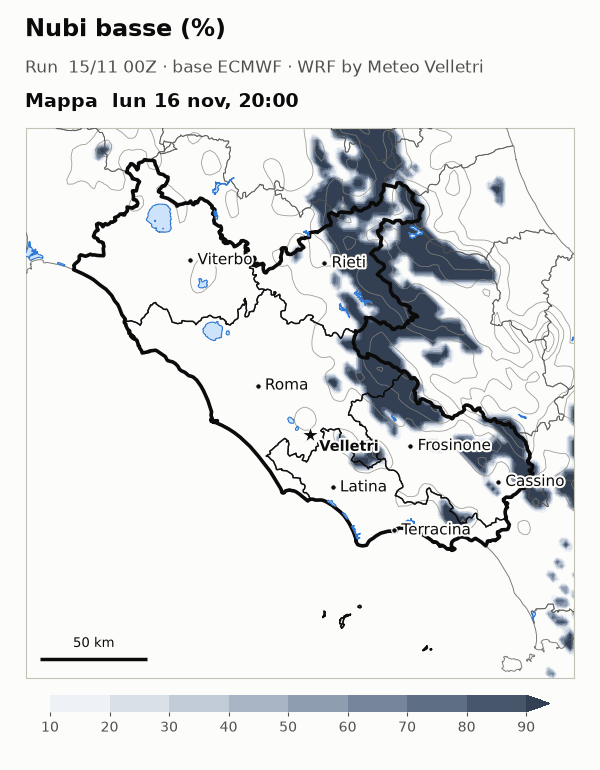 Nubi basse (%)
Run  15/11 00Z · base ECMWF · WRF by Meteo Velletri
Mappa  lun 16 nov, 20:00
Viterbo
Rieti
Roma
Velletri
Frosinone
Latina
Cassino
Terracina
50 km
10 20 30 40 50 60 70 80 90